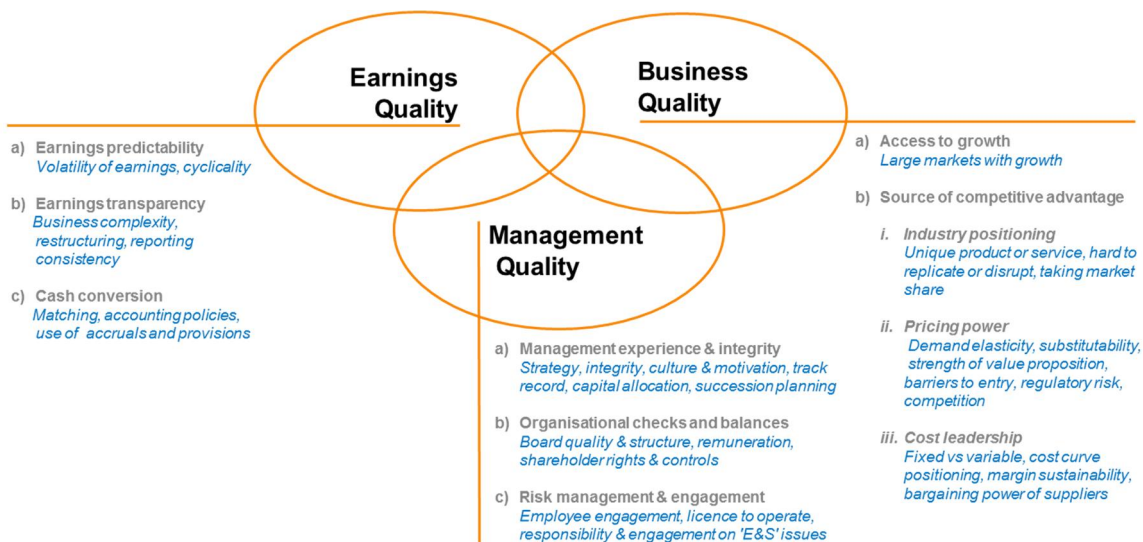 Earnings
Quality
a) Earnings predictability
Volatility of earnings, cyclicality
b) Earnings transparency
Business complexity,
restructuring, reporting
consistency
c) Cash conversion
Matching, accounting policies,
use of accruals and provisions
Business
Quality
a) Access to growth
Large markets with growth
b) Source of competitive advantage
i. Industry positioning
Unique product or service, hard to
replicate or disrupt, taking market
share
ii. Pricing power
Demand elasticity, substitutability,
strength of value proposition,
barriers to entry, regulatory risk,
competition
iii. Cost leadership
Fixed vs variable, cost curve
positioning, margin sustainability,
bargaining power of suppliers
Management
Quality
a) Management experience & integrity
Strategy, integrity, culture & motivation, track
record, capital allocation, succession planning
b) Organisational checks and balances
Board quality & structure, remuneration,
shareholder rights & controls
c) Risk management & engagement
Employee engagement, licence to operate,
responsibility & engagement on 'E&S' issues